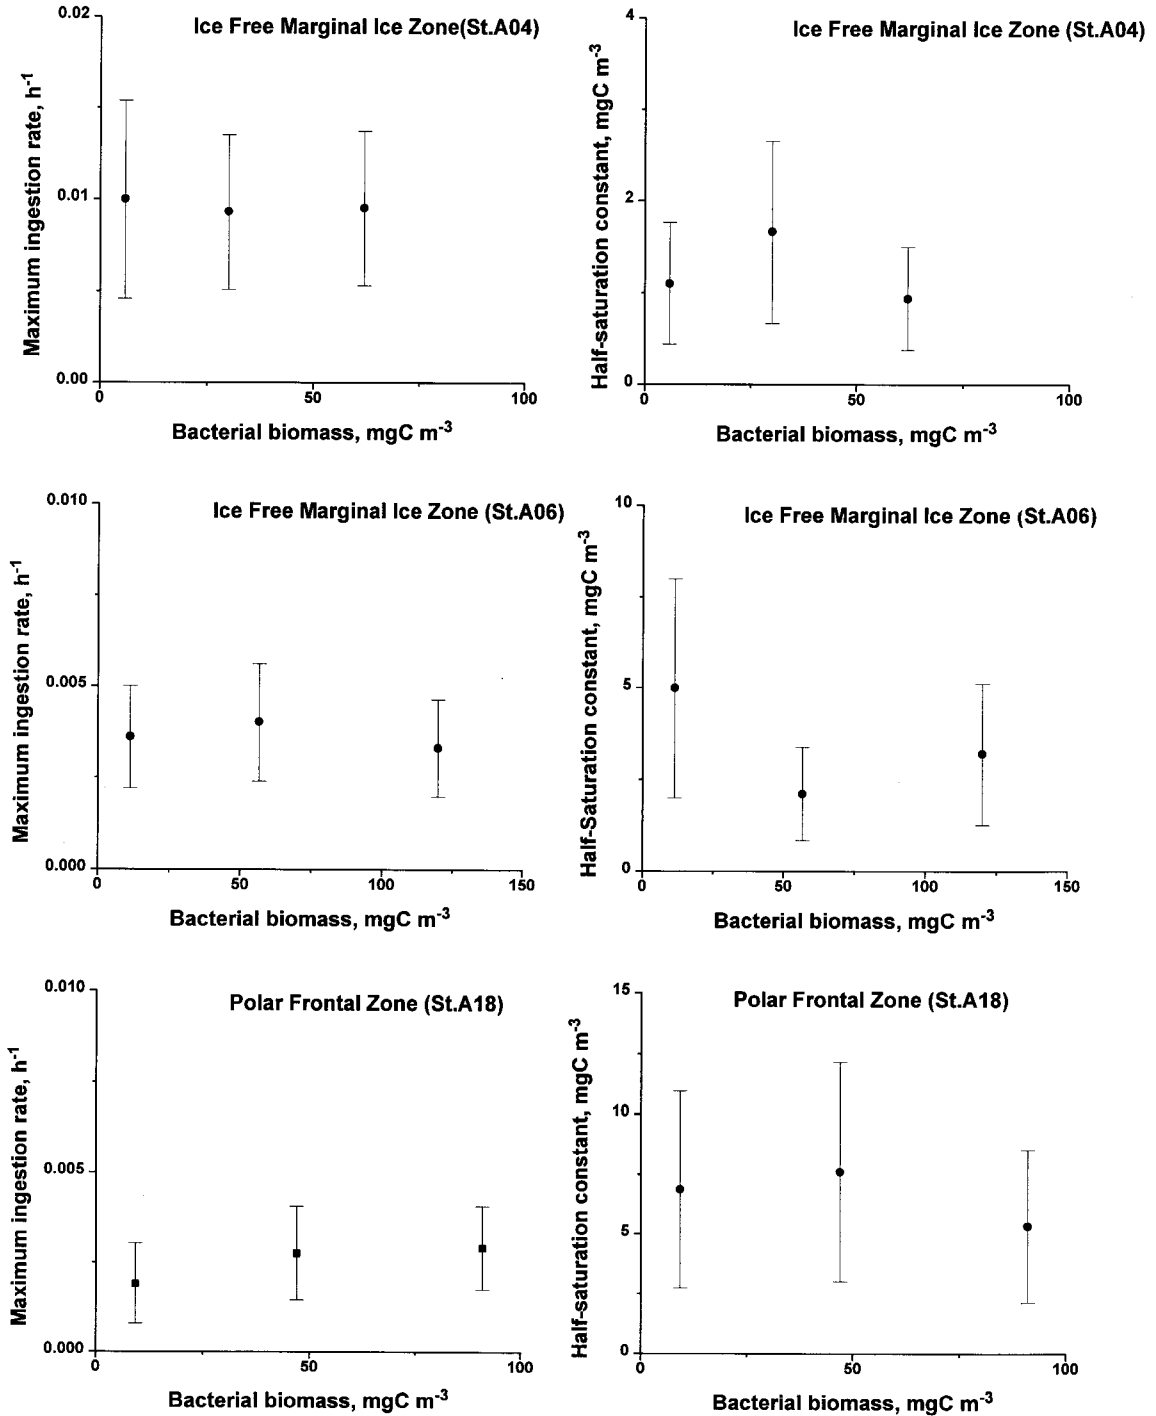 Ice Free Marginal Ice Zone(St.A04)
Maximum ingestion rate, h-1
0.02
0.01
0.00
0 50 100
Bacterial biomass, mgC m-3
Ice Free Marginal Ice Zone (St.A04)
Half-saturation constant, mgC m-3
4
2
0
0 50 100
Bacterial biomass, mgC m-3
Ice Free Marginal Ice Zone (St.A06)
Maximum ingestion rate, h-1
0.010
0.005
0.000
0 50 100 150
Bacterial biomass, mgC m-3
Ice Free Marginal Ice Zone (St.A06)
Half-Saturation constant, mgC m-3
10
5
0
0 50 100 150
Bacterial biomass, mgC m-3
Polar Frontal Zone (St.A18)
Maximum ingestion rate, h-1
0.010
0.005
0.000
0 50 100
Bacterial biomass, mgC m-3
Polar Frontal Zone (St.A18)
Half-saturation constant, mgC m-3
15
10
5
0
0 50 100
Bacterial biomass, mgC m-3